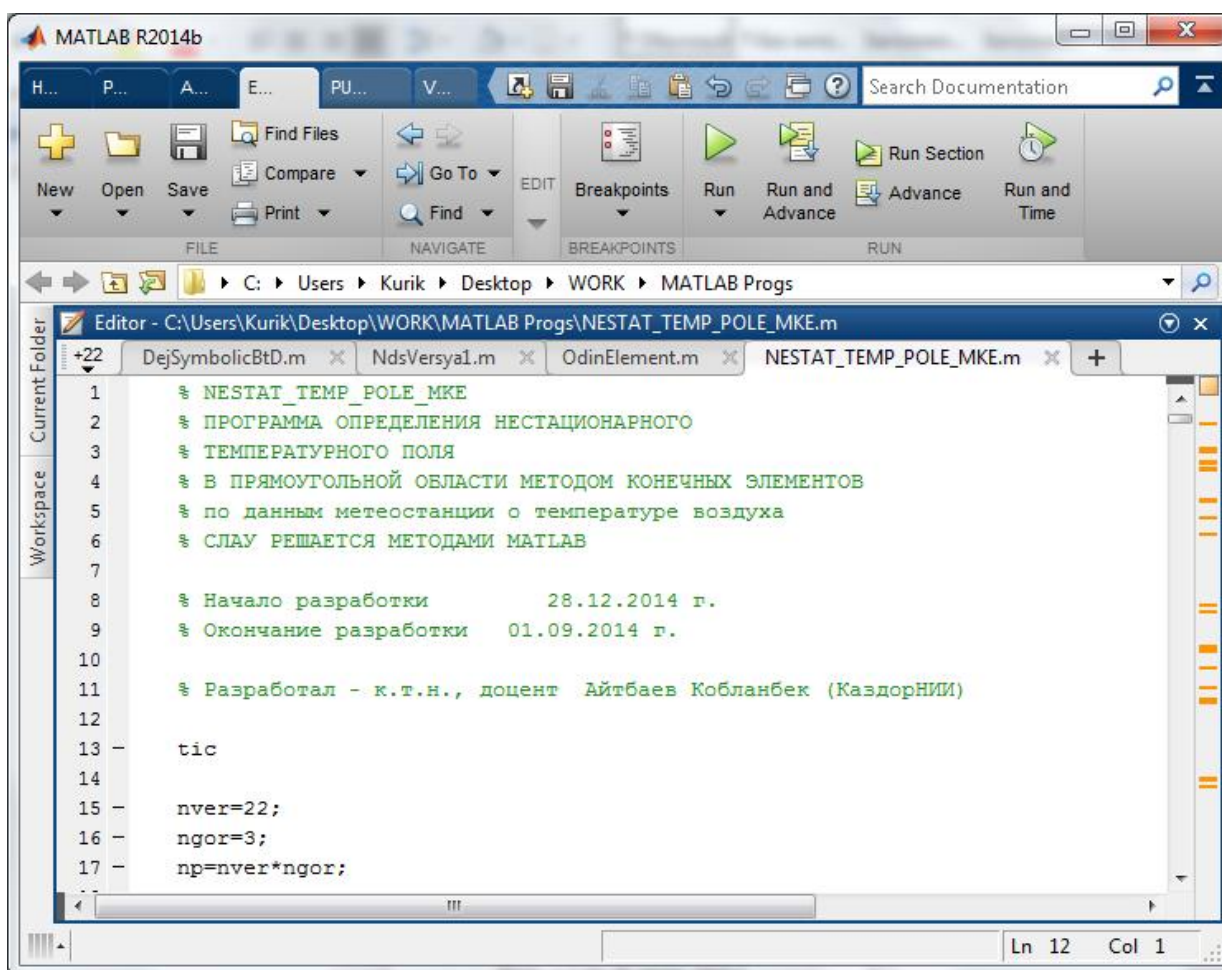 MATLAB R2014b
H... P... A... E... PU... V... Search Documentation
New Open Save Find Files Compare Print Go To Find EDIT Breakpoints Run Run and Advance Run Section Advance Run and Time
FILE NAVIGATE BREAKPOINTS RUN
C: Users Kurik Desktop WORK MATLAB Progs
Current Folder
Workspace
Editor - C:\Users\Kurik\Desktop\WORK\MATLAB Progs\NESTAT_TEMP_POLE_MKE.m
+22 DejSymbolicBtD.m NdsVersya1.m OdinElement.m NESTAT_TEMP_POLE_MKE.m +
1 % NESTAT_TEMP_POLE_MKE
2 % ПРОГРАММА ОПРЕДЕЛЕНИЯ НЕСТАЦИОНАРНОГО
3 % ТЕМПЕРАТУРНОГО ПОЛЯ
4 % В ПРЯМОУГОЛЬНОЙ ОБЛАСТИ МЕТОДОМ КОНЕЧНЫХ ЭЛЕМЕНТОВ
5 % по данным метеостанции о температуре воздуха
6 % СЛАУ РЕШАЕТСЯ МЕТОДАМИ MATLAB
7
8 % Начало разработки 28.12.2014 г.
9 % Окончание разработки 01.09.2014 г.
10
11 % Разработал - к.т.н., доцент Айтбаев Кобланбек (КаздорНИИ)
12
13 – tic
14
15 – nver=22;
16 – ngor=3;
17 – np=nver*ngor;
Ln 12 Col 1